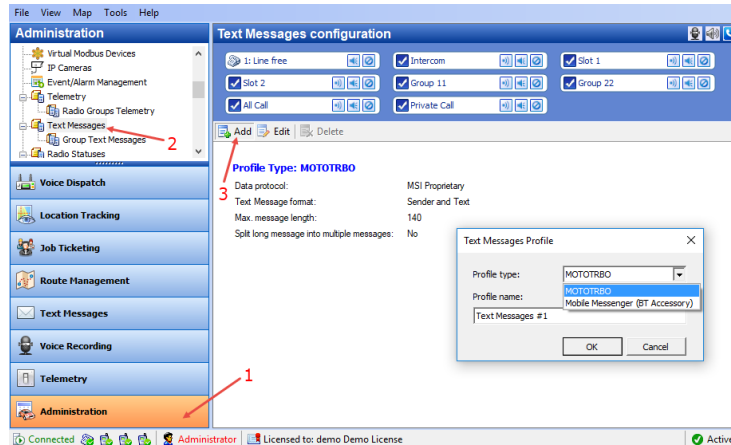 File View Map Tools Help
Administration
Text Messages configuration
Virtual Modbus Devices
IP Cameras
Event/Alarm Management
Telemetry
Radio Groups Telemetry
Text Messages
Group Text Messages
Radio Statuses
2
1: Line free
Intercom
Slot 1
Slot 2
Group 11
Group 22
All Call
Private Call
Add Edit Delete
3
Profile Type: MOTOTRBO
Data protocol: MSI Proprietary
Text Message format: Sender and Text
Max. message length: 140
Split long message into multiple messages: No
Text Messages Profile
Profile type: MOTOTRBO
MOTOTRBO
Mobile Messenger (BT Accessory)
Profile name:
Text Messages #1
OK Cancel
Voice Dispatch
Location Tracking
Job Ticketing
Route Management
Text Messages
Voice Recording
Telemetry
Administration
1
Connected Administrator Licensed to: demo Demo License Active